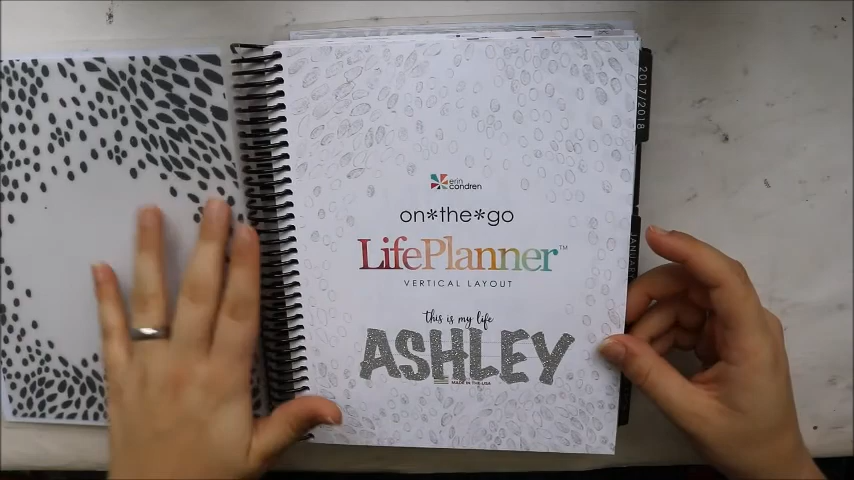 erin
condren
on*the*go
LifePlanner™
VERTICAL LAYOUT
this is my life
ASHLEY
MADE IN THE USA
2017/2018
JANUARY